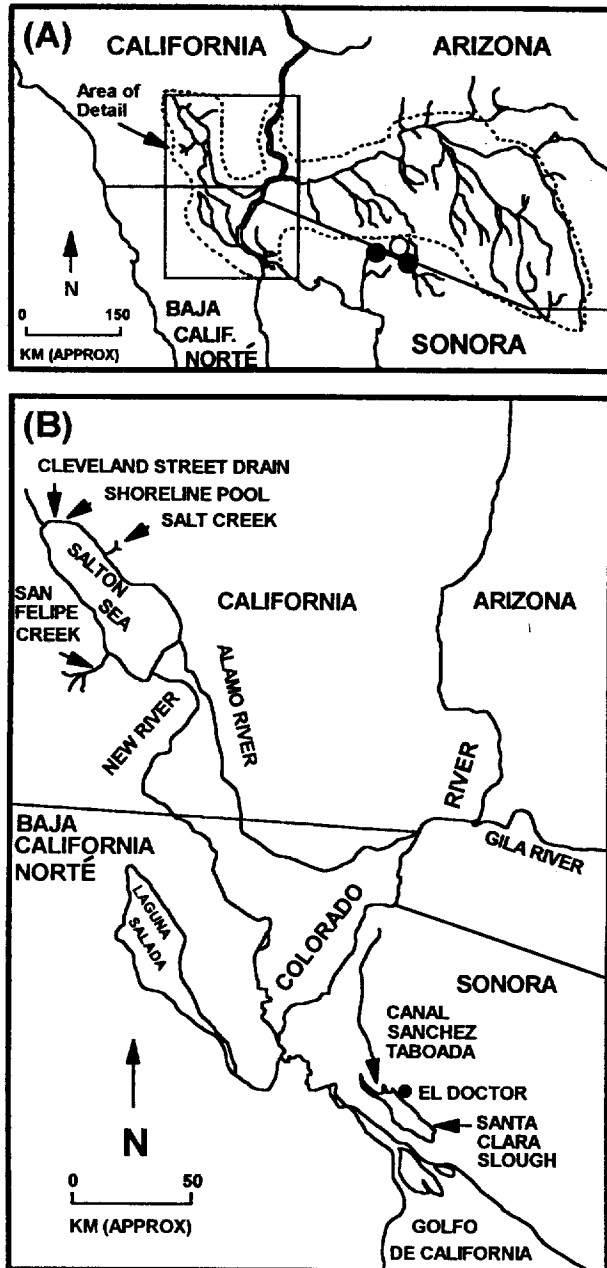 (A)
CALIFORNIA
ARIZONA
Area of
Detail
N
0 150
KM (APPROX)
BAJA
CALIF.
NORTÉ
SONORA
(B)
CLEVELAND STREET DRAIN
SHORELINE POOL
SALT CREEK
SALTON
SEA
SAN
FELIPE
CREEK
CALIFORNIA
ARIZONA
NEW RIVER
ALAMO RIVER
RIVER
GILA RIVER
BAJA
CALIFORNIA
NORTÉ
LAGUNA
SALADA
COLORADO
SONORA
CANAL
SANCHEZ
TABOADA
EL DOCTOR
SANTA
CLARA
SLOUGH
N
0 50
KM (APPROX)
GOLFO
DE CALIFORNIA